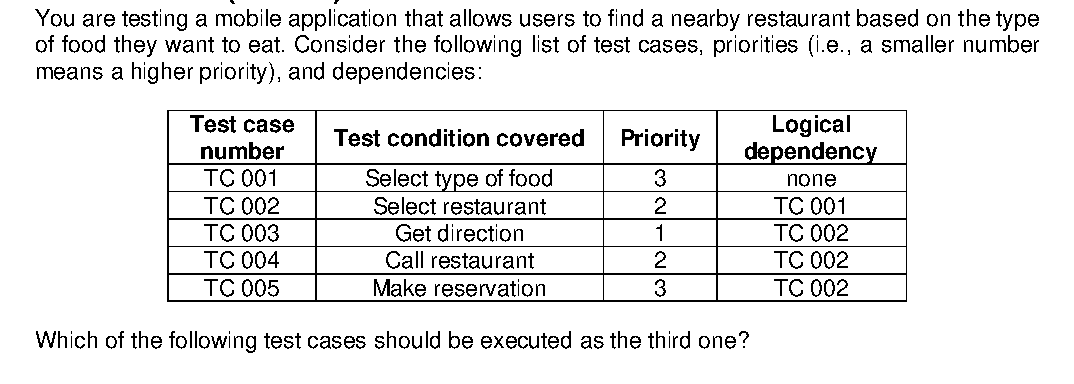 You are testing a mobile application that allows users to find a nearby restaurant based on the type
of food they want to eat. Consider the following list of test cases, priorities (i.e., a smaller number
means a higher priority), and dependencies:
Test case number Test condition covered Priority Logical dependency
TC 001 Select type of food 3 none
TC 002 Select restaurant 2 TC 001
TC 003 Get direction 1 TC 002
TC 004 Call restaurant 2 TC 002
TC 005 Make reservation 3 TC 002
Which of the following test cases should be executed as the third one?